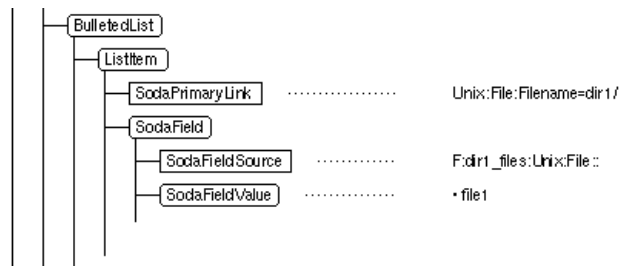 BulletedList
ListItem
SodaPrimaryLink .................. Unix:File:Filename=dir1/
SodaField
SodaFieldSource ............. F:dir1_files:Unix:File::
SodaFieldValue ............... • file1